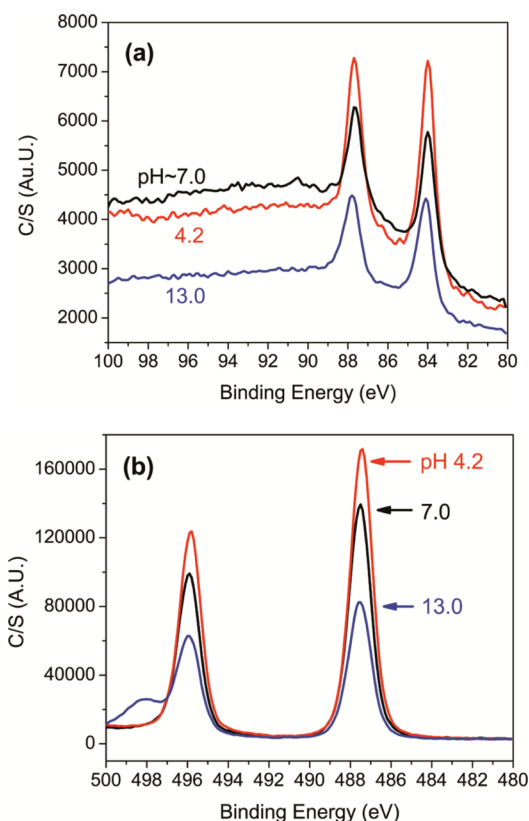 (a)
8000
7000
6000
5000
4000
3000
2000
C/S (Au.U.)
pH~7.0
4.2
13.0
100 98 96 94 92 90 88 86 84 82 80
Binding Energy (eV)
(b)
160000
120000
80000
40000
0
C/S (A.U.)
pH 4.2
7.0
13.0
500 498 496 494 492 490 488 486 484 482 480
Binding Energy (eV)